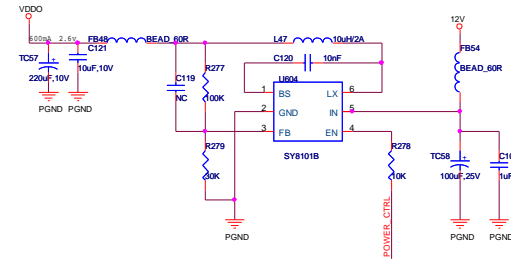 VDDO
600mA 2.6v
FB48
BEAD_60R
L47
10uH/2A
12V
C121
10uF,10V
TC57
220uF,10V
C120
10nF
FB54
BEAD_60R
C119
NC
R277
100K
U604
1
BS
LX
6
2
GND
IN
5
3
FB
EN
4
SY8101B
PGND
PGND
R279
30K
R278
10K
TC58
100uF,25V
1uF
POWER_CTRL
PGND
PGND
PGND